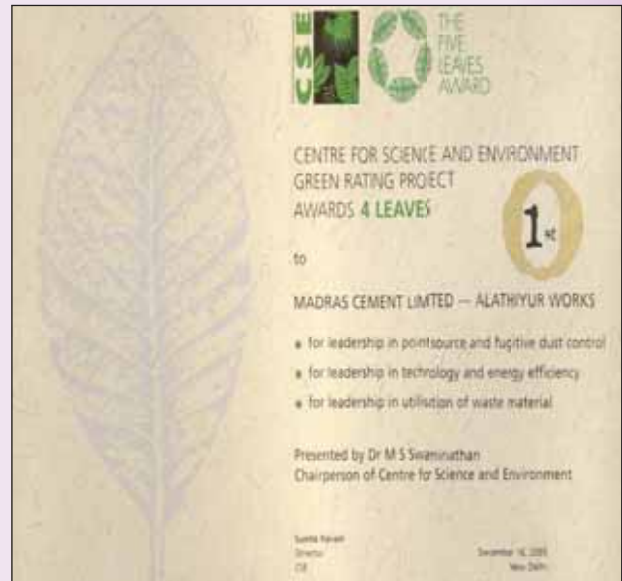 CSE
THE
FIVE
LEAVES
AWARD
CENTRE FOR SCIENCE AND ENVIRONMENT
GREEN RATING PROJECT
AWARDS 4 LEAVES
1st
to
MADRAS CEMENT LIMTED — ALATHIYUR WORKS
for leadership in pointsource and fugitive dust control
for leadership in technology and energy efficiency
for leadership in utilistion of waste material
Presented by Dr M S Swaminathan
Chairperson of Centre for Science and Environment
Director
CSE
New Delhi